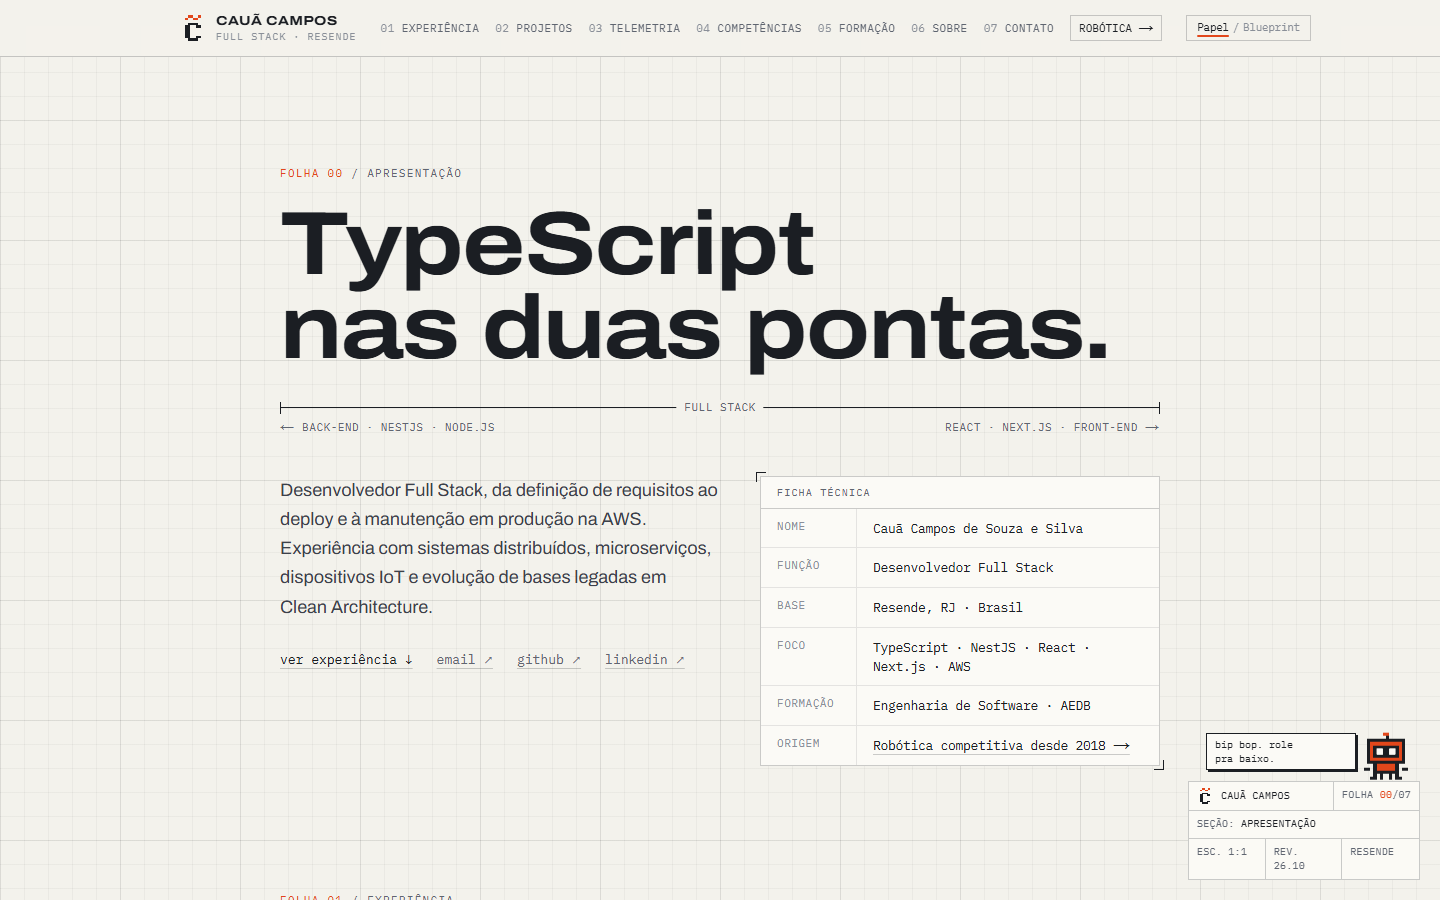 CAUÃ CAMPOS
FULL STACK · RESENDE
01 EXPERIÊNCIA 02 PROJETOS 03 TELEMETRIA 04 COMPETÊNCIAS 05 FORMAÇÃO 06 SOBRE 07 CONTATO ROBÓTICA → Papel / Blueprint
FOLHA 00 / APRESENTAÇÃO
TypeScript
nas duas pontas.
FULL STACK
← BACK-END · NESTJS · NODE.JS
REACT · NEXT.JS · FRONT-END →
Desenvolvedor Full Stack, da definição de requisitos ao
deploy e à manutenção em produção na AWS.
Experiência com sistemas distribuídos, microserviços,
dispositivos IoT e evolução de bases legadas em
Clean Architecture.
ver experiência ↓ email ↗ github ↗ linkedin ↗
FICHA TÉCNICA
NOME Cauã Campos de Souza e Silva
FUNÇÃO Desenvolvedor Full Stack
BASE Resende, RJ · Brasil
FOCO TypeScript · NestJS · React ·
Next.js · AWS
FORMAÇÃO Engenharia de Software · AEDB
ORIGEM Robótica competitiva desde 2018 →
bip bop. role
pra baixo.
CAUÃ CAMPOS FOLHA 00/07
SEÇÃO: APRESENTAÇÃO
ESC. 1:1 REV. 26.10 RESENDE
FOLHA 01 / EXPERIÊNCIA